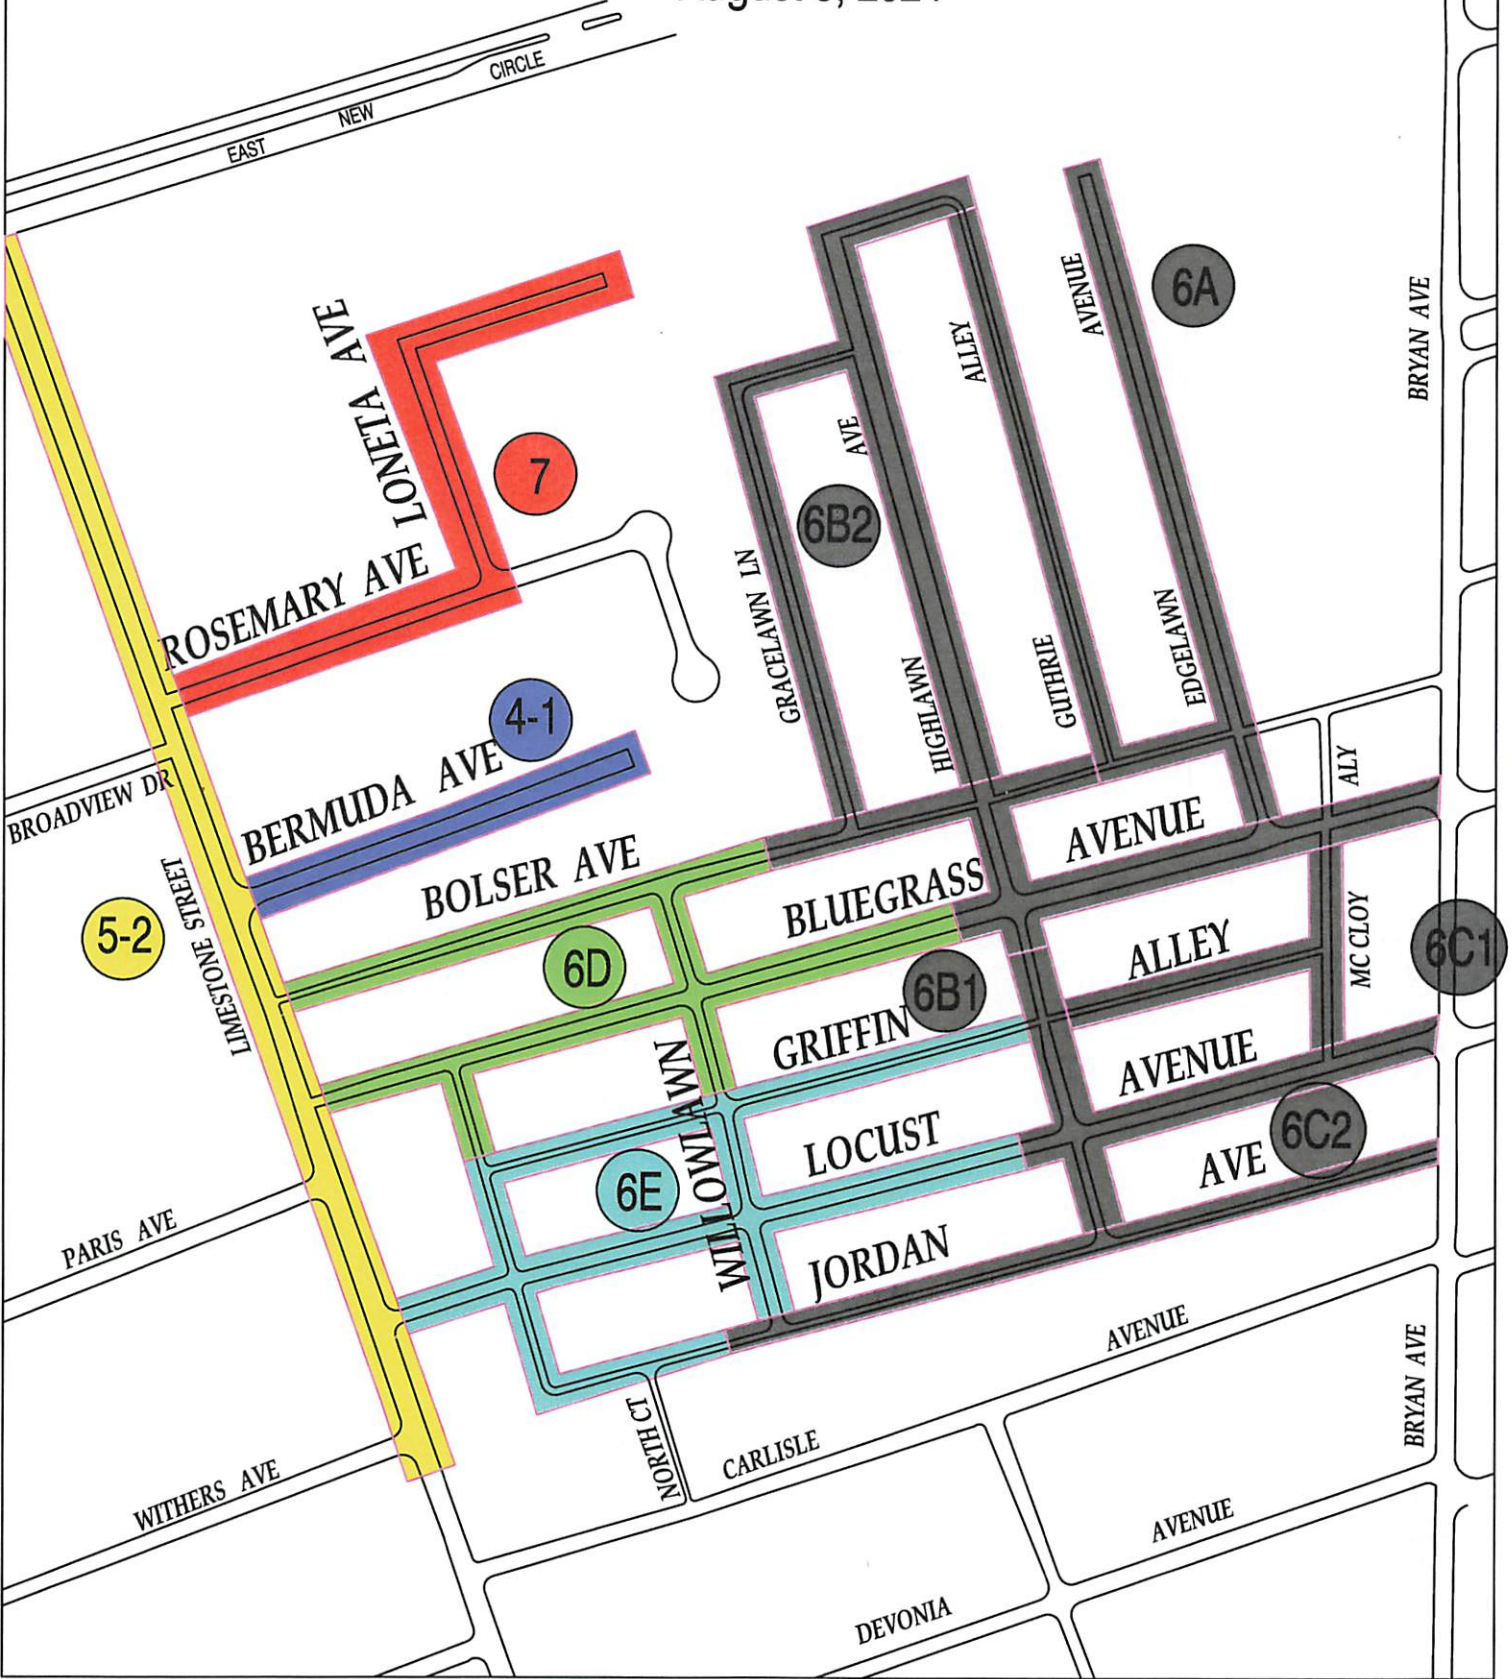 CIRCLE
NEW
EAST
6A
AVENUE
BRYAN AVE
LONETA AVE
ALLEY
7
AVE
6B2
ROSEMARY AVE
GRACELAWN LN
HIGHLAWN
GUTHRIE
EDGELAWN
4-1
BERMUDA AVE
BROADVIEW DR
ALY
AVENUE
BOLSER AVE
BLUEGRASS
5-2
LIMESTONE STREET
6D
6B1
ALLEY
MC CLOY
6C1
GRIFFIN
AVENUE
WILLOWLAWN
LOCUST
6C2
AVE
6E
PARIS AVE
JORDAN
AVENUE
BRYAN AVE
NORTH CT
CARLISLE
WITHERS AVE
AVENUE
DEVONIA